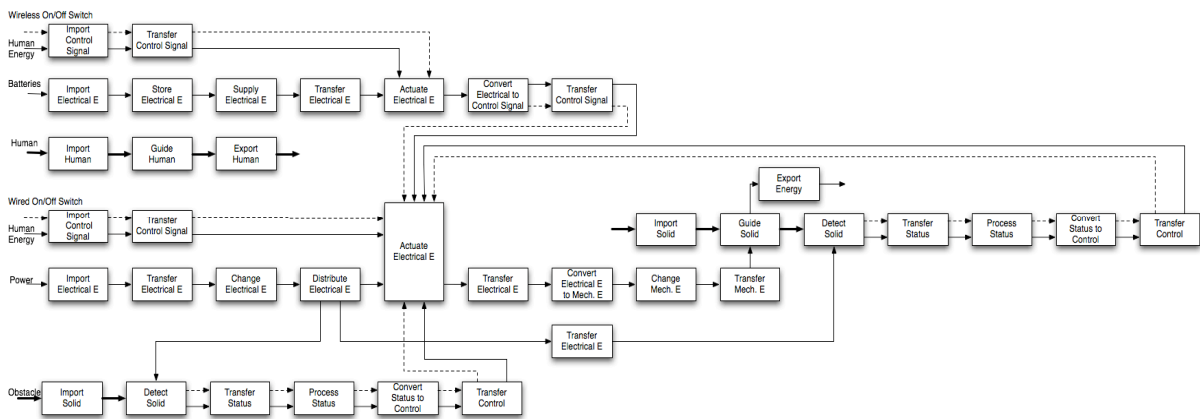 Wireless On/Off Switch
Human
Energy
Import
Control
Signal
Transfer
Control Signal
Batteries
Import
Electrical E
Store
Electrical E
Supply
Electrical E
Transfer
Electrical E
Actuate
Electrical E
Convert
Electrical to
Control Signal
Transfer
Control Signal
Human
Import
Human
Guide
Human
Export
Human
Export
Energy
Wired On/Off Switch
Human
Energy
Import
Control
Signal
Transfer
Control Signal
Actuate
Electrical E
Import
Solid
Guide
Solid
Detect
Solid
Transfer
Status
Process
Status
Convert
Status to
Control
Transfer
Control
Power
Import
Electrical E
Transfer
Electrical E
Change
Electrical E
Distribute
Electrical E
Transfer
Electrical E
Convert
Electrical E
to Mech. E
Change
Mech. E
Transfer
Mech. E
Transfer
Electrical E
Obstacle
Import
Solid
Detect
Solid
Transfer
Status
Process
Status
Convert
Status to
Control
Transfer
Control